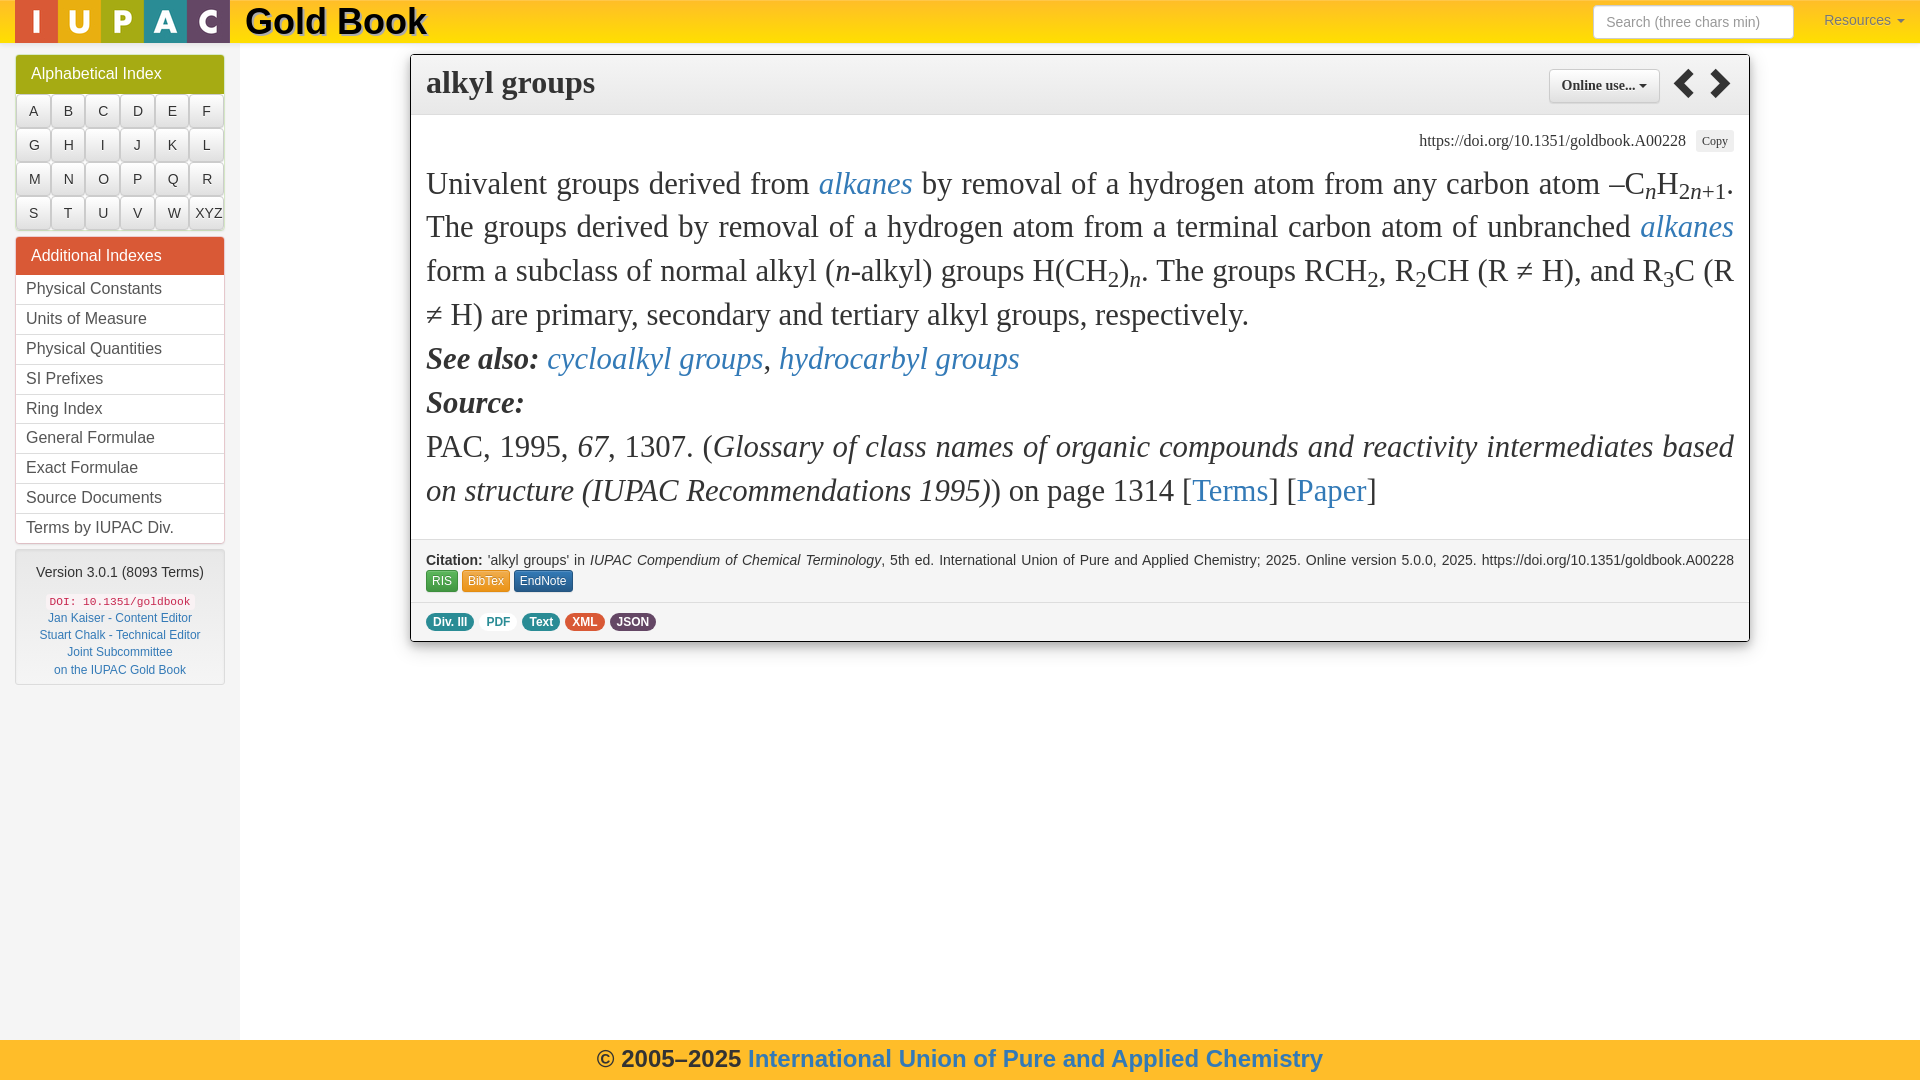 I U P A C Gold Book Search (three chars min) Resources
Alphabetical Index
A B C D E F
G H I J K L
M N O P Q R
S T U V W XYZ
Additional Indexes
Physical Constants
Units of Measure
Physical Quantities
SI Prefixes
Ring Index
General Formulae
Exact Formulae
Source Documents
Terms by IUPAC Div.
Version 3.0.1 (8093 Terms)
DOI: 10.1351/goldbook
Jan Kaiser - Content Editor
Stuart Chalk - Technical Editor
Joint Subcommittee
on the IUPAC Gold Book
alkyl groups Online use...
https://doi.org/10.1351/goldbook.A00228 Copy
Univalent groups derived from alkanes by removal of a hydrogen atom from any carbon atom –CnH2n+1.
The groups derived by removal of a hydrogen atom from a terminal carbon atom of unbranched alkanes
form a subclass of normal alkyl (n-alkyl) groups H(CH2)n. The groups RCH2, R2CH (R ≠ H), and R3C (R
≠ H) are primary, secondary and tertiary alkyl groups, respectively.
See also: cycloalkyl groups, hydrocarbyl groups
Source:
PAC, 1995, 67, 1307. (Glossary of class names of organic compounds and reactivity intermediates based
on structure (IUPAC Recommendations 1995)) on page 1314 [Terms] [Paper]
Citation: 'alkyl groups' in IUPAC Compendium of Chemical Terminology, 5th ed. International Union of Pure and Applied Chemistry; 2025. Online version 5.0.0, 2025. https://doi.org/10.1351/goldbook.A00228
RIS BibTex EndNote
Div. III PDF Text XML JSON
© 2005–2025 International Union of Pure and Applied Chemistry